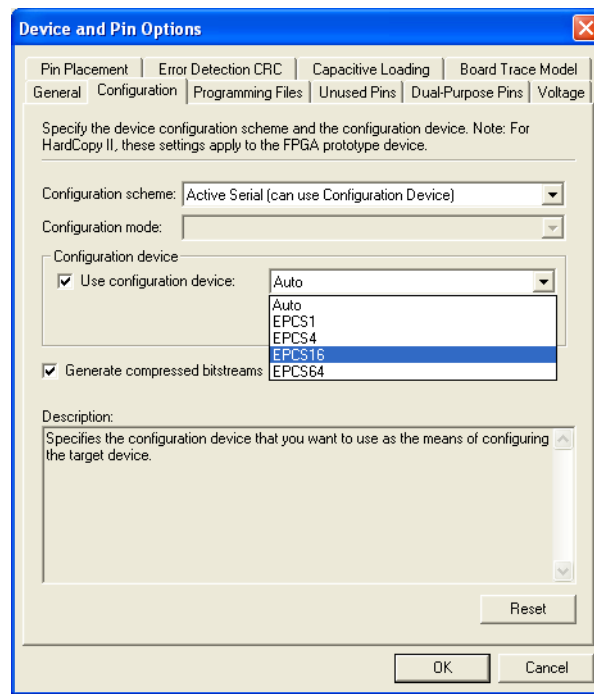 Device and Pin Options
Pin Placement Error Detection CRC Capacitive Loading Board Trace Model
General Configuration Programming Files Unused Pins Dual-Purpose Pins Voltage
Specify the device configuration scheme and the configuration device. Note: For
HardCopy II, these settings apply to the FPGA prototype device.
Configuration scheme: Active Serial (can use Configuration Device)
Configuration mode:
Configuration device
Use configuration device: Auto
Auto
EPCS1
EPCS4
EPCS16
EPCS64
Generate compressed bitstreams
Description:
Specifies the configuration device that you want to use as the means of configuring
the target device.
Reset
OK Cancel